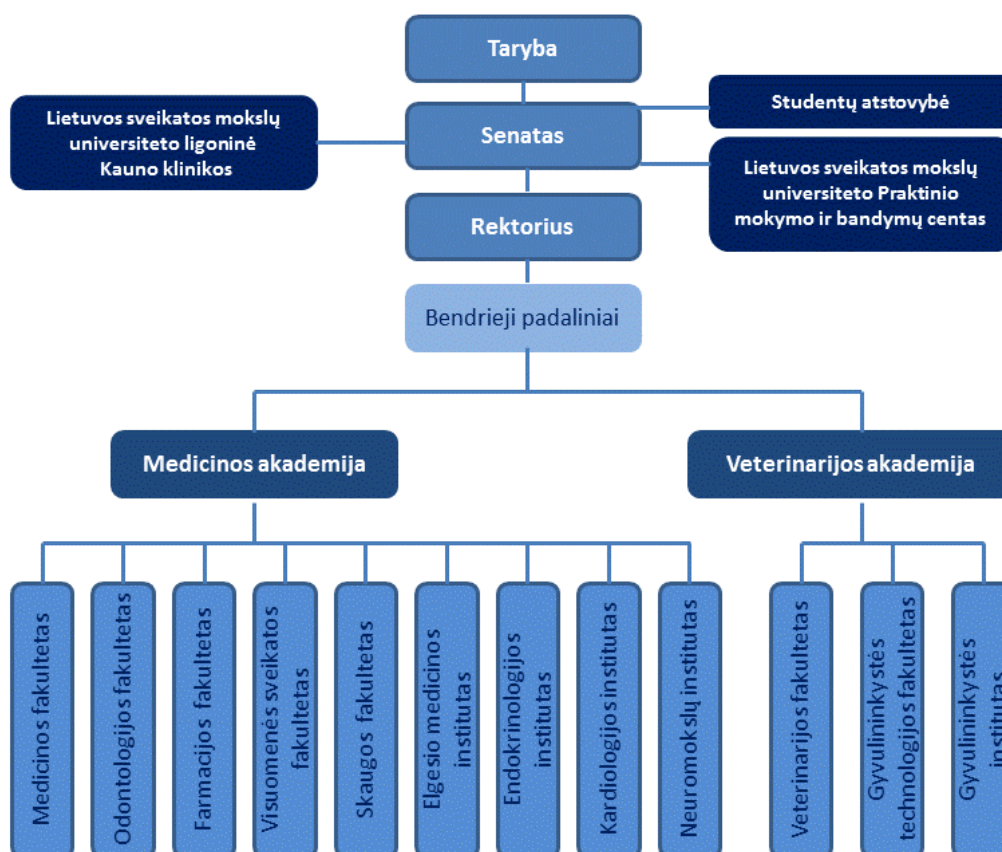 Taryba
Lietuvos sveikatos mokslų
universiteto ligoninė
Kauno klinikos
Senatas
Studentų atstovybė
Lietuvos sveikatos mokslų
universiteto Praktinio
mokymo ir bandymų centas
Rektorius
Bendrieji padaliniai
Medicinos akademija
Veterinarijos akademija
Medicinos fakultetas
Odontologijos fakultetas
Farmacijos fakultetas
Visuomenės sveikatos
fakultetas
Skaugos fakultetas
Elgesio medicinos
institutas
Endokrinologijos
institutas
Kardiologijos institutas
Neuromokslų institutas
Veterinarijos fakultetas
Gyvulininkystės
technologijos fakultetas
Gyvulininkystės
institutas